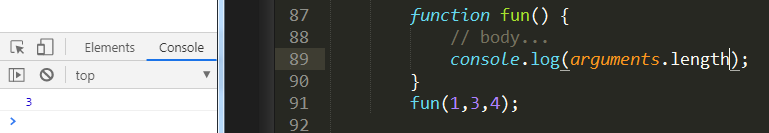 Elements Console
top
3
87 function fun() {
88 // body...
89 console.log(arguments.length);
90 }
91 fun(1,3,4);
92